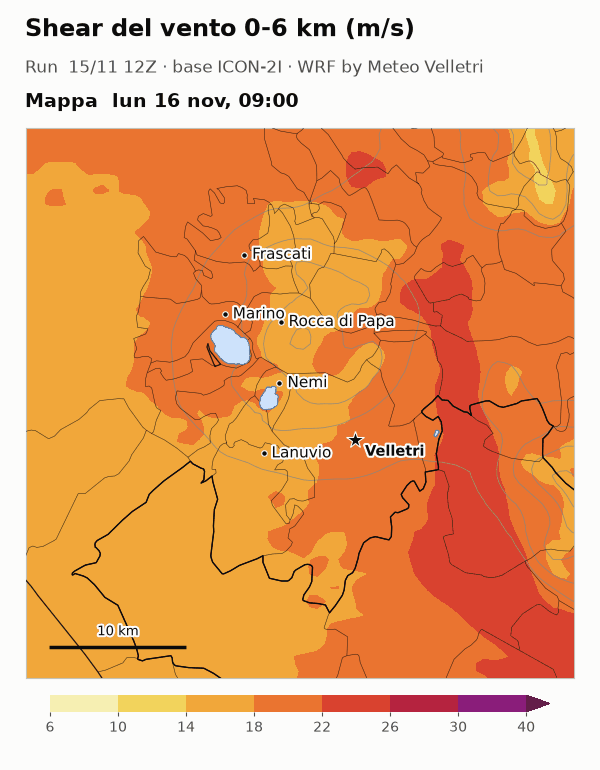 Shear del vento 0-6 km (m/s)
Run 15/11 12Z · base ICON-2I · WRF by Meteo Velletri
Mappa lun 16 nov, 09:00
Frascati
Marino
Rocca di Papa
Nemi
Velletri
Lanuvio
10 km
6 10 14 18 22 26 30 40